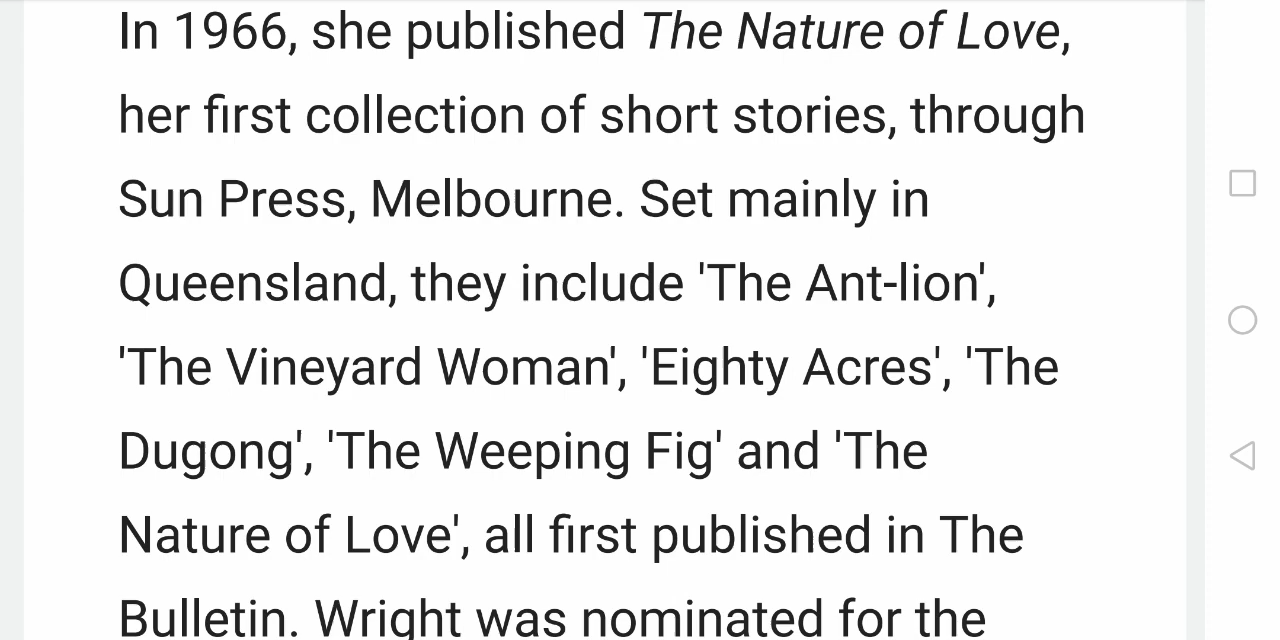 In 1966, she published The Nature of Love,
her first collection of short stories, through
Sun Press, Melbourne. Set mainly in
Queensland, they include 'The Ant-lion',
'The Vineyard Woman', 'Eighty Acres', 'The
Dugong', 'The Weeping Fig' and 'The
Nature of Love', all first published in The
Bulletin. Wright was nominated for the